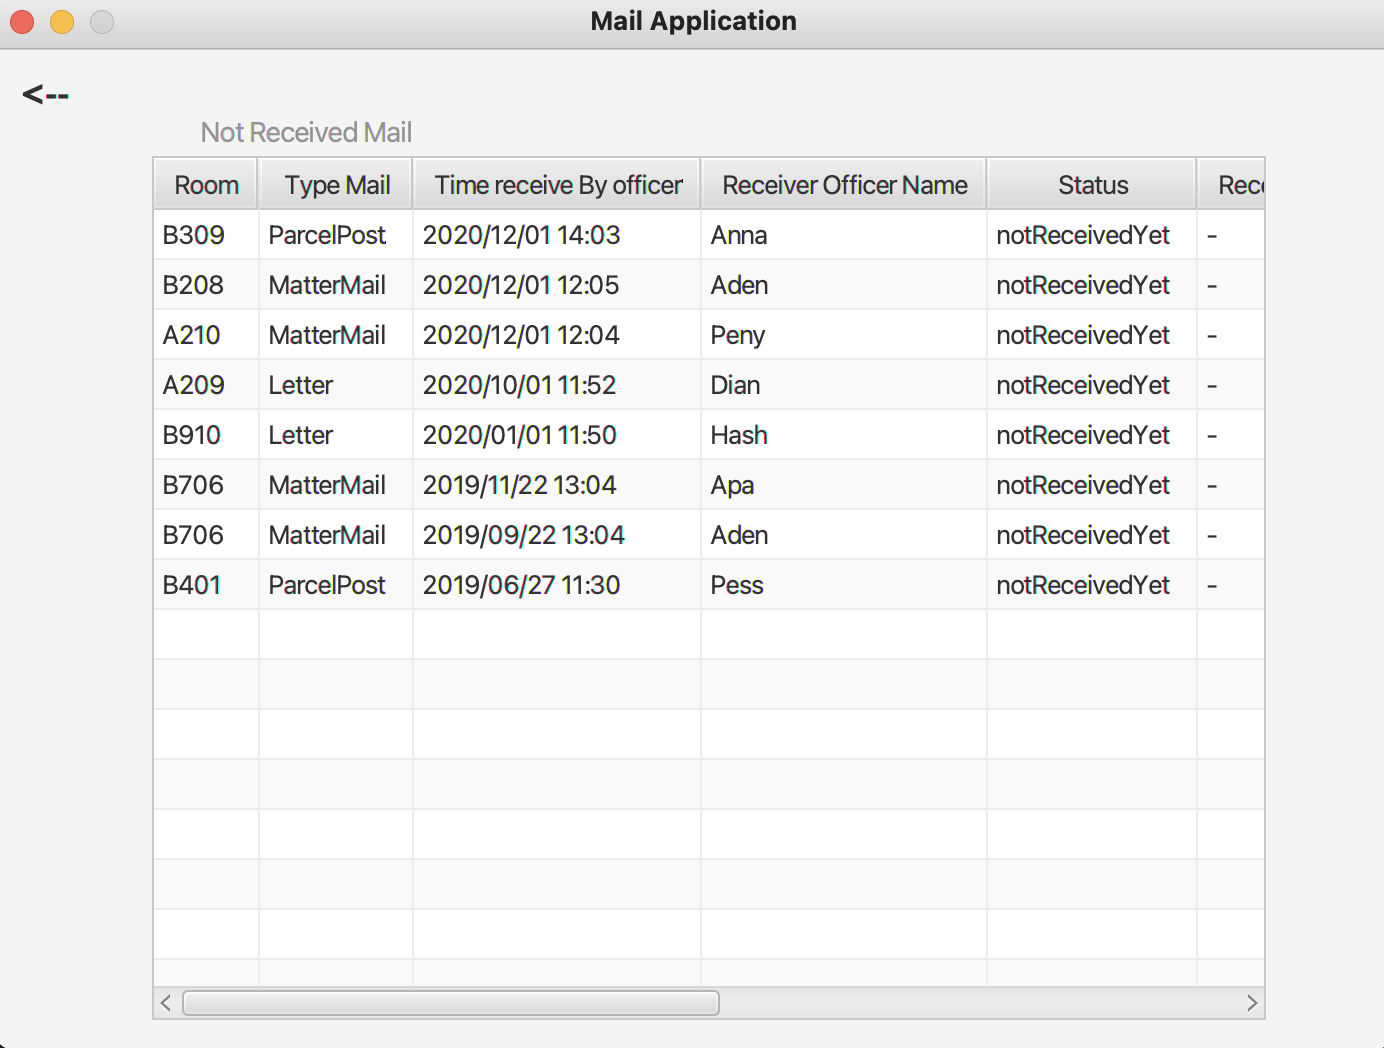 Mail Application
<--
Not Received Mail
Room Type Mail Time receive By officer Receiver Officer Name Status
B309 ParcelPost 2020/12/01 14:03 Anna notReceivedYet -
B208 MatterMail 2020/12/01 12:05 Aden notReceivedYet -
A210 MatterMail 2020/12/01 12:04 Peny notReceivedYet -
A209 Letter 2020/10/01 11:52 Dian notReceivedYet -
B910 Letter 2020/01/01 11:50 Hash notReceivedYet -
B706 MatterMail 2019/11/22 13:04 Apa notReceivedYet -
B706 MatterMail 2019/09/22 13:04 Aden notReceivedYet -
B401 ParcelPost 2019/06/27 11:30 Pess notReceivedYet -